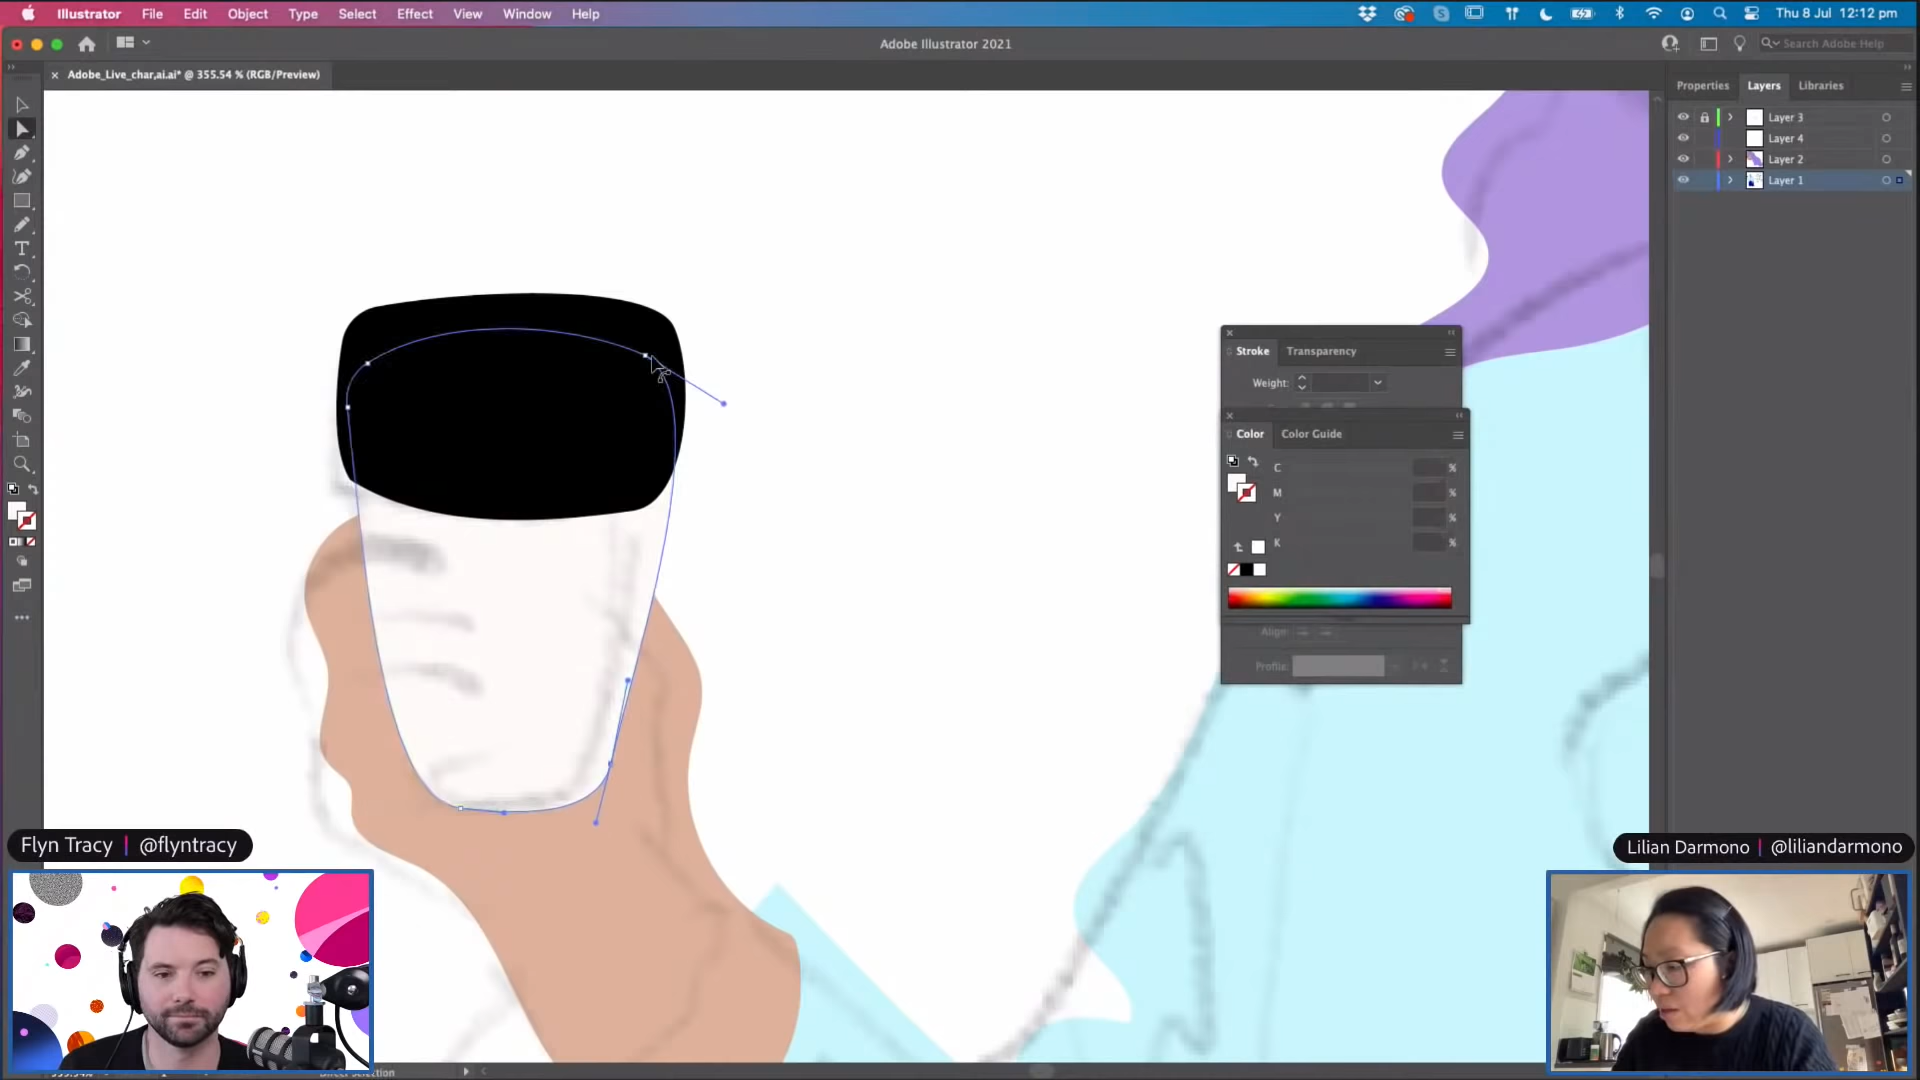 Illustrator File Edit Object Type Select Effect View Window Help
Thu 8 Jul 12:12 pm
Adobe Illustrator 2021
Search Adobe Help
Adobe_Live_char,ai.ai* @ 355.54 % (RGB/Preview)
Properties Layers Libraries
Layer 3
Layer 4
Layer 2
Layer 1
Stroke Transparency
Weight:
Color Color Guide
C %
M %
Y %
K %
Align:
Profile:
Flyn Tracy | @flyntracy
Lilian Darmono | @liliandarmono